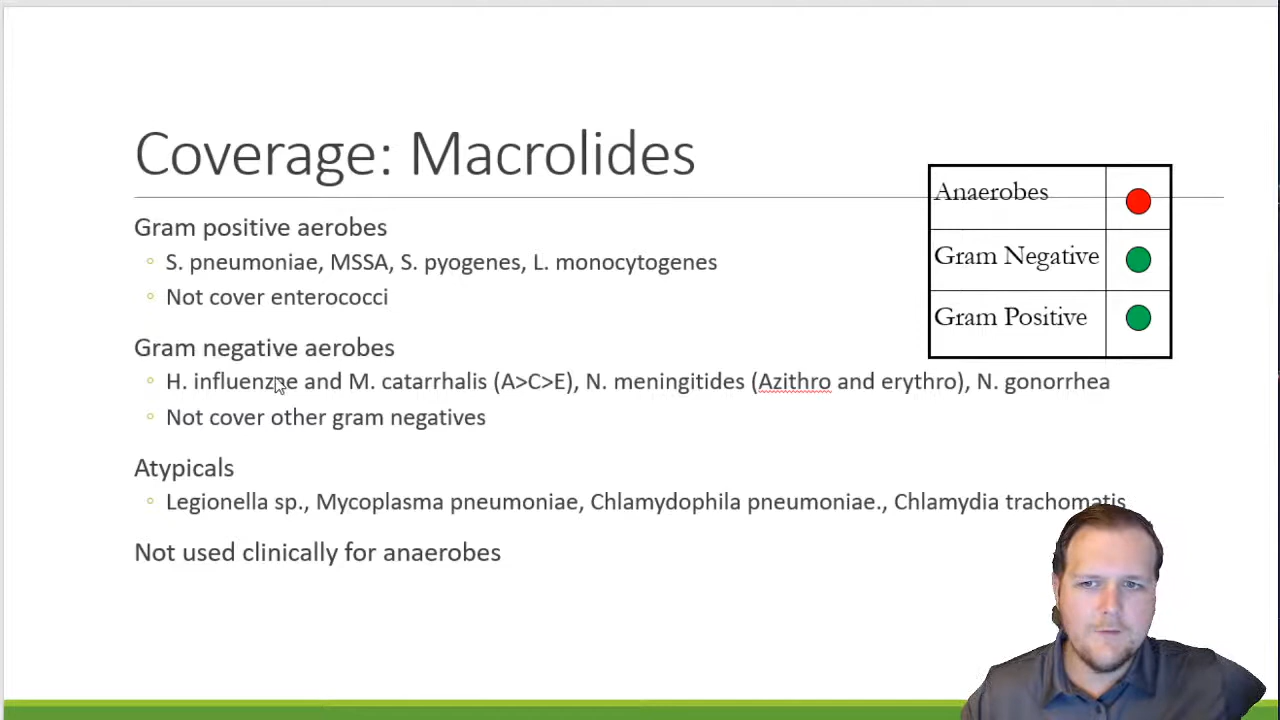 Coverage: Macrolides
Gram positive aerobes
S. pneumoniae, MSSA, S. pyogenes, L. monocytogenes
Not cover enterococci
Gram negative aerobes
H. influenzae and M. catarrhalis (A>C>E), N. meningitides (Azithro and erythro), N. gonorrhea
Not cover other gram negatives
Atypicals
Legionella sp., Mycoplasma pneumoniae, Chlamydophila pneumoniae., Chlamydia trachomatis
Not used clinically for anaerobes
Anaerobes
Gram Negative
Gram Positive